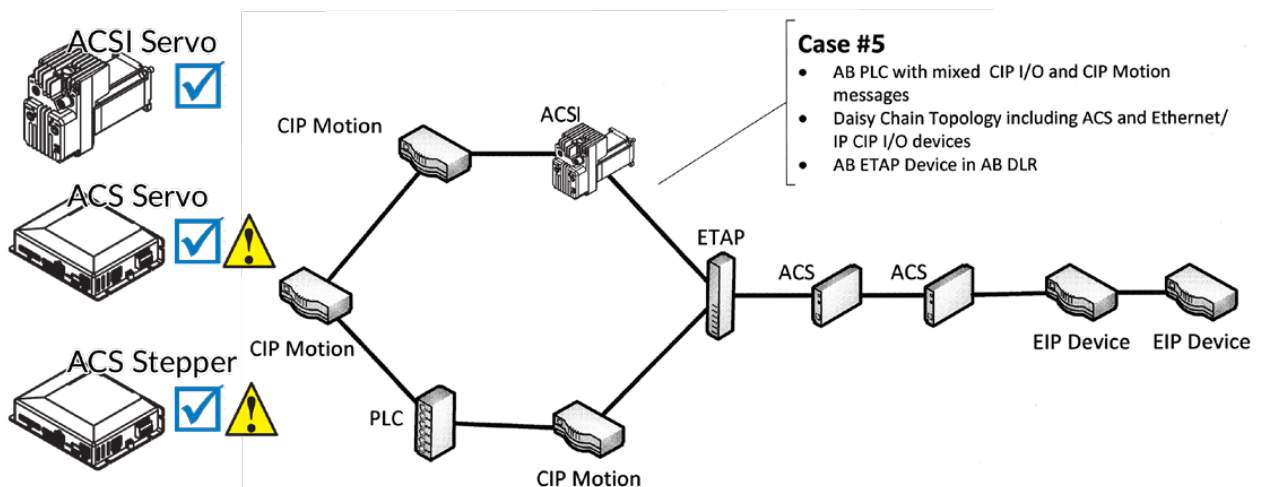 ACSI Servo
ACS Servo
ACS Stepper
CIP Motion
ACSI
CIP Motion
PLC
CIP Motion
ETAP
ACS
ACS
EIP Device
EIP Device
Case #5
• AB PLC with mixed CIP I/O and CIP Motion
messages
• Daisy Chain Topology including ACS and Ethernet/
IP CIP I/O devices
• AB ETAP Device in AB DLR